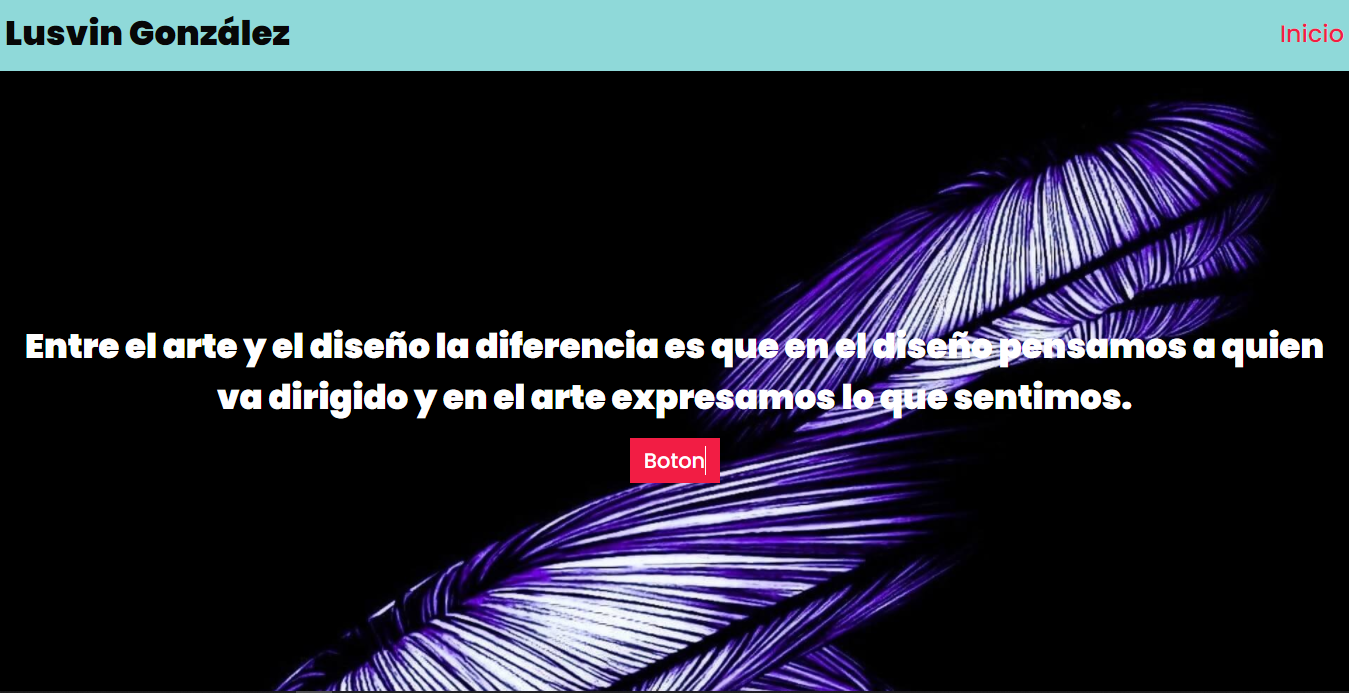 Lusvin González
Inicio
Entre el arte y el diseño la diferencia es que en el diseño pensamos a quien
va dirigido y en el arte expresamos lo que sentimos.
Boton